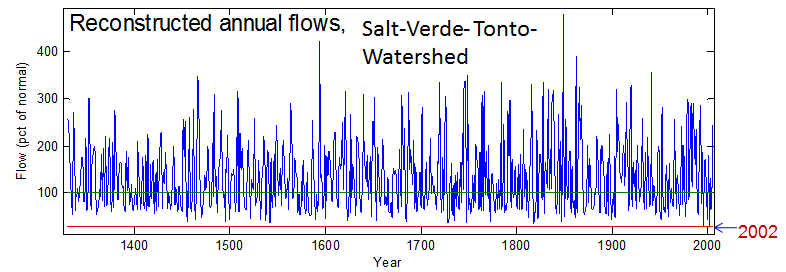 Reconstructed annual flows, Salt-Verde-Tonto-
Watershed
Flow (pct of normal)
400
300
200
100
1400 1500 1600 1700 1800 1900 2000
2002
Year